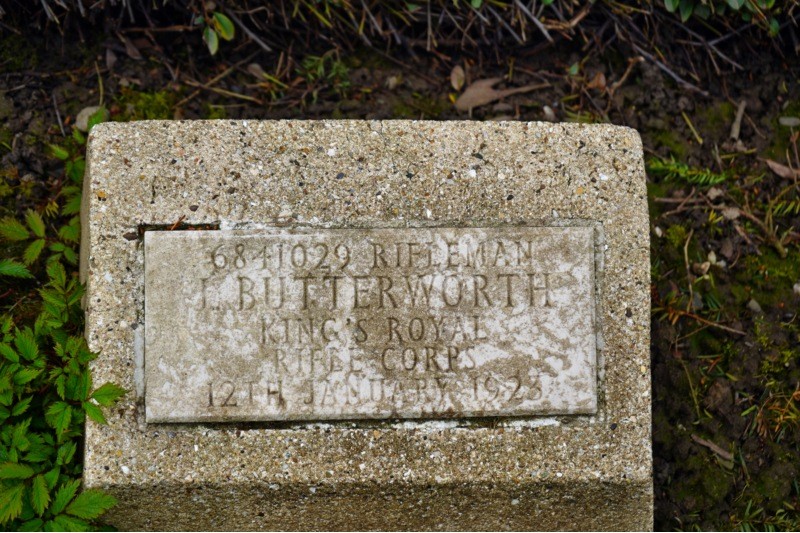 6841029 RIFLEMAN
J. BUTTERWORTH
KING'S ROYAL
RIFLE CORPS
12TH JANUARY 1923